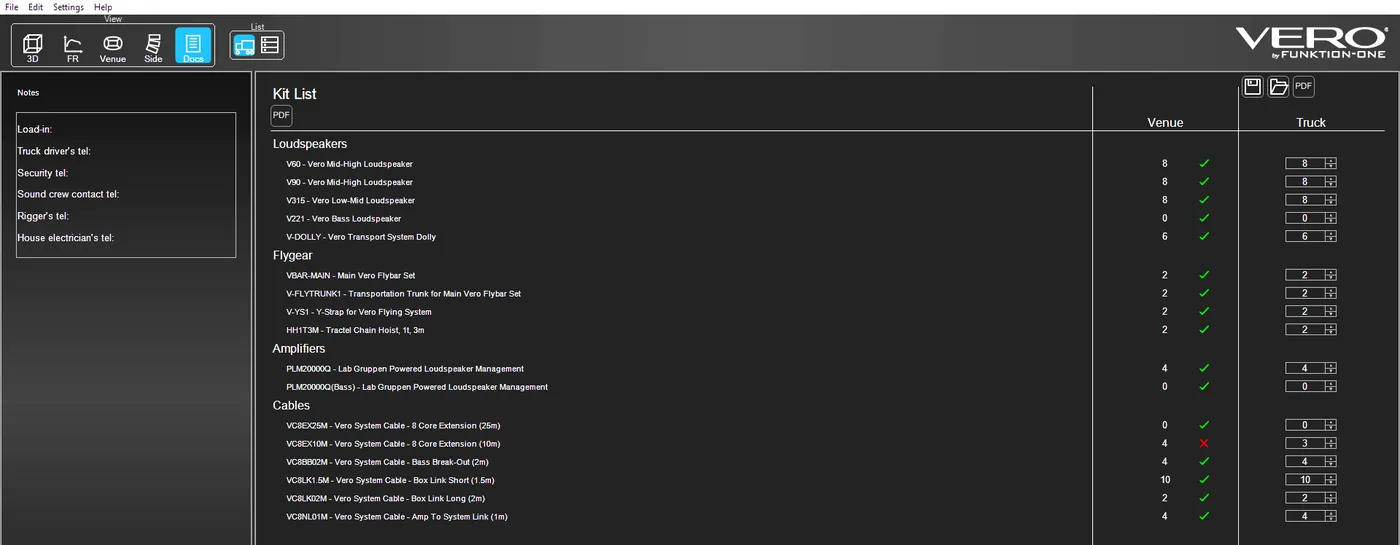 File Edit Settings Help
View
List
3D FR Venue Side Docs
VERO
by FUNKTION-ONE
Notes
Load-in:
Truck driver's tel:
Security tel:
Sound crew contact tel:
Rigger's tel:
House electrician's tel:
Kit List
PDF
PDF
Venue Truck
Loudspeakers
V60 - Vero Mid-High Loudspeaker 8 8
V90 - Vero Mid-High Loudspeaker 8 8
V315 - Vero Low-Mid Loudspeaker 8 8
V221 - Vero Bass Loudspeaker 0 0
V-DOLLY - Vero Transport System Dolly 6 6
Flygear
VBAR-MAIN - Main Vero Flybar Set 2 2
V-FLYTRUNK1 - Transportation Trunk for Main Vero Flybar Set 2 2
V-YS1 - Y-Strap for Vero Flying System 2 2
HH1T3M - Tractel Chain Hoist, 1t, 3m 2 2
Amplifiers
PLM20000Q - Lab Gruppen Powered Loudspeaker Management 4 4
PLM20000Q(Bass) - Lab Gruppen Powered Loudspeaker Management 0 0
Cables
VC8EX25M - Vero System Cable - 8 Core Extension (25m) 0 0
VC8EX10M - Vero System Cable - 8 Core Extension (10m) 4 3
VC8BB02M - Vero System Cable - Bass Break-Out (2m) 4 4
VC8LK1.5M - Vero System Cable - Box Link Short (1.5m) 10 10
VC8LK02M - Vero System Cable - Box Link Long (2m) 2 2
VC8NL01M - Vero System Cable - Amp To System Link (1m) 4 4